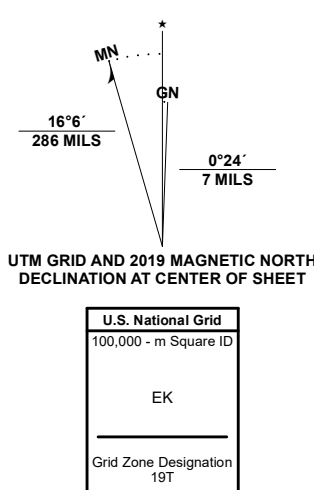 ★
MN
GN
16°6´
286 MILS
0°24´
7 MILS
UTM GRID AND 2019 MAGNETIC NORTH
DECLINATION AT CENTER OF SHEET
U.S. National Grid
100,000 - m Square ID
EK
Grid Zone Designation
19T